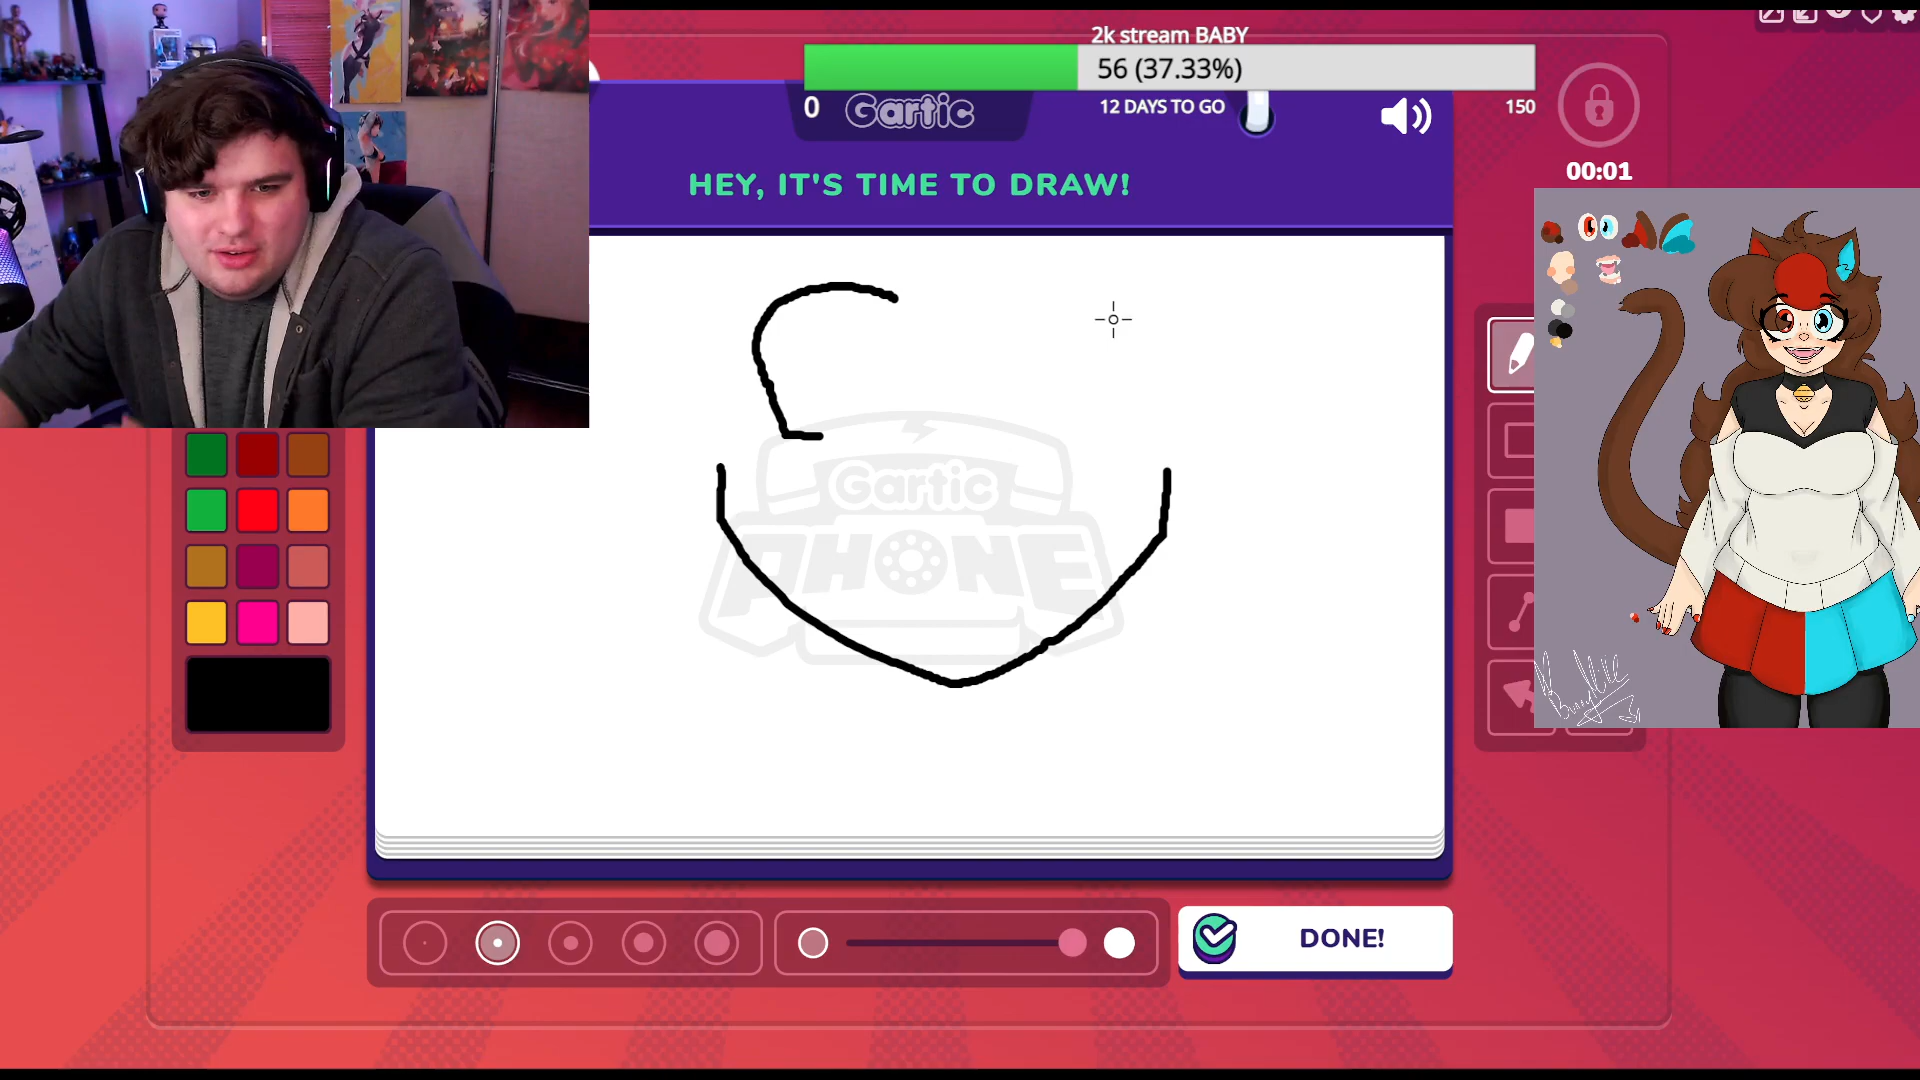 2k stream BABY
56 (37.33%)
0
Gartic
12 DAYS TO GO
150
00:01
HEY, IT'S TIME TO DRAW!
Gartic
PHONE
DONE!